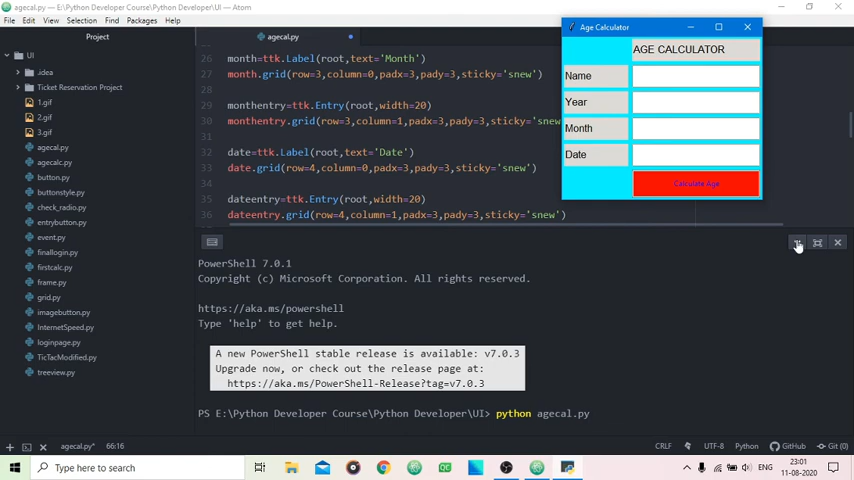 agecal.py — E:\Python Developer Course\Python Developer\UI — Atom
File Edit View Selection Find Packages Help
Project
UI
.idea
Ticket Reservation Project
1.gif
2.gif
3.gif
agecal.py
agecalc.py
button.py
buttonstyle.py
check_radio.py
entrybutton.py
event.py
finallogin.py
firstcalc.py
frame.py
grid.py
imagebutton.py
InternetSpeed.py
loginpage.py
TicTacModified.py
treeview.py
agecal.py
26 month=ttk.Label(root,text='Month')
27 month.grid(row=3,column=0,padx=3,pady=3,sticky='snew')
28
29 monthentry=ttk.Entry(root,width=20)
30 monthentry.grid(row=3,column=1,padx=3,pady=3,sticky='snew
31
32 date=ttk.Label(root,text='Date')
33 date.grid(row=4,column=0,padx=3,pady=3,sticky='snew')
34
35 dateentry=ttk.Entry(root,width=20)
36 dateentry.grid(row=4,column=1,padx=3,pady=3,sticky='snew')
Age Calculator
AGE CALCULATOR
Name
Year
Month
Date
Calculate Age
PowerShell 7.0.1
Copyright (c) Microsoft Corporation. All rights reserved.
https://aka.ms/powershell
Type 'help' to get help.
A new PowerShell stable release is available: v7.0.3
Upgrade now, or check out the release page at:
https://aka.ms/PowerShell-Release?tag=v7.0.3
PS E:\Python Developer Course\Python Developer\UI> python agecal.py
agecal.py* 66:16 CRLF UTF-8 Python GitHub Git (0)
Type here to search
QC
ENG
23:01
11-08-2020